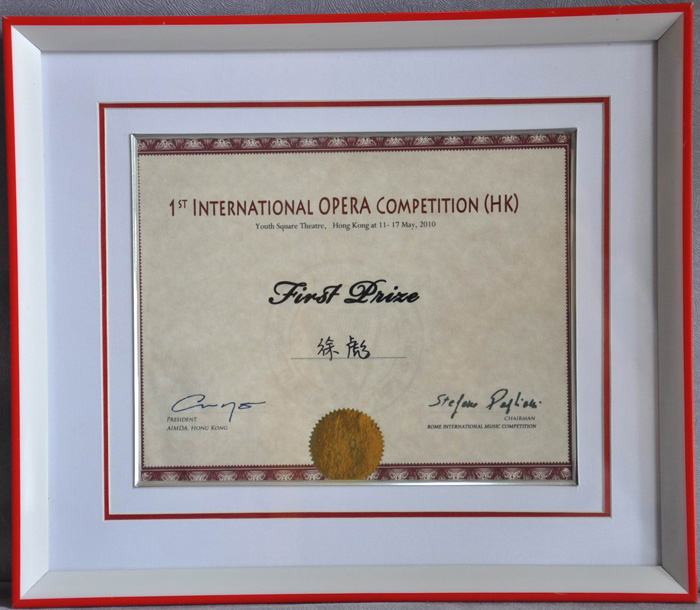 1ST INTERNATIONAL OPERA COMPETITION (HK)
Youth Square Theatre, Hong Kong at 11- 17 May, 2010
First Prize
徐彪
Stefano
PRESIDENT
AIMDA, HONG KONG
CHAIRMAN
ROME INTERNATIONAL MUSIC COMPETITION